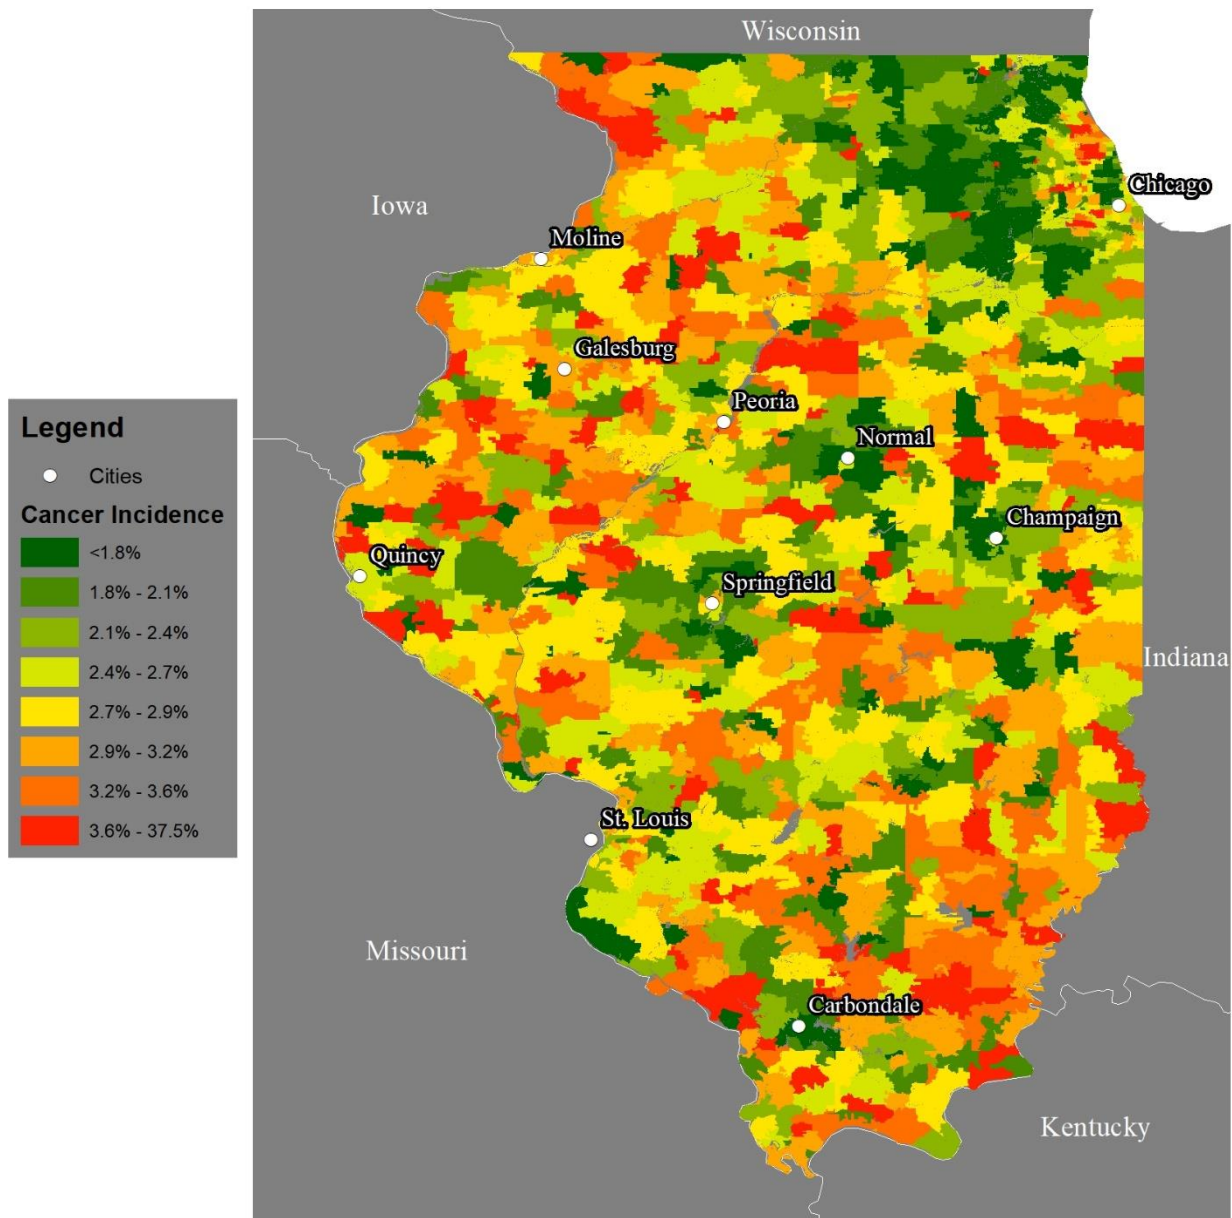 Wisconsin
Chicago
Iowa
Moline
Galesburg
Peoria
Normal
Champaign
Quincy
Springfield
Indiana
St. Louis
Missouri
Carbondale
Kentucky
Legend
Cities
Cancer Incidence
<1.8%
1.8% - 2.1%
2.1% - 2.4%
2.4% - 2.7%
2.7% - 2.9%
2.9% - 3.2%
3.2% - 3.6%
3.6% - 37.5%